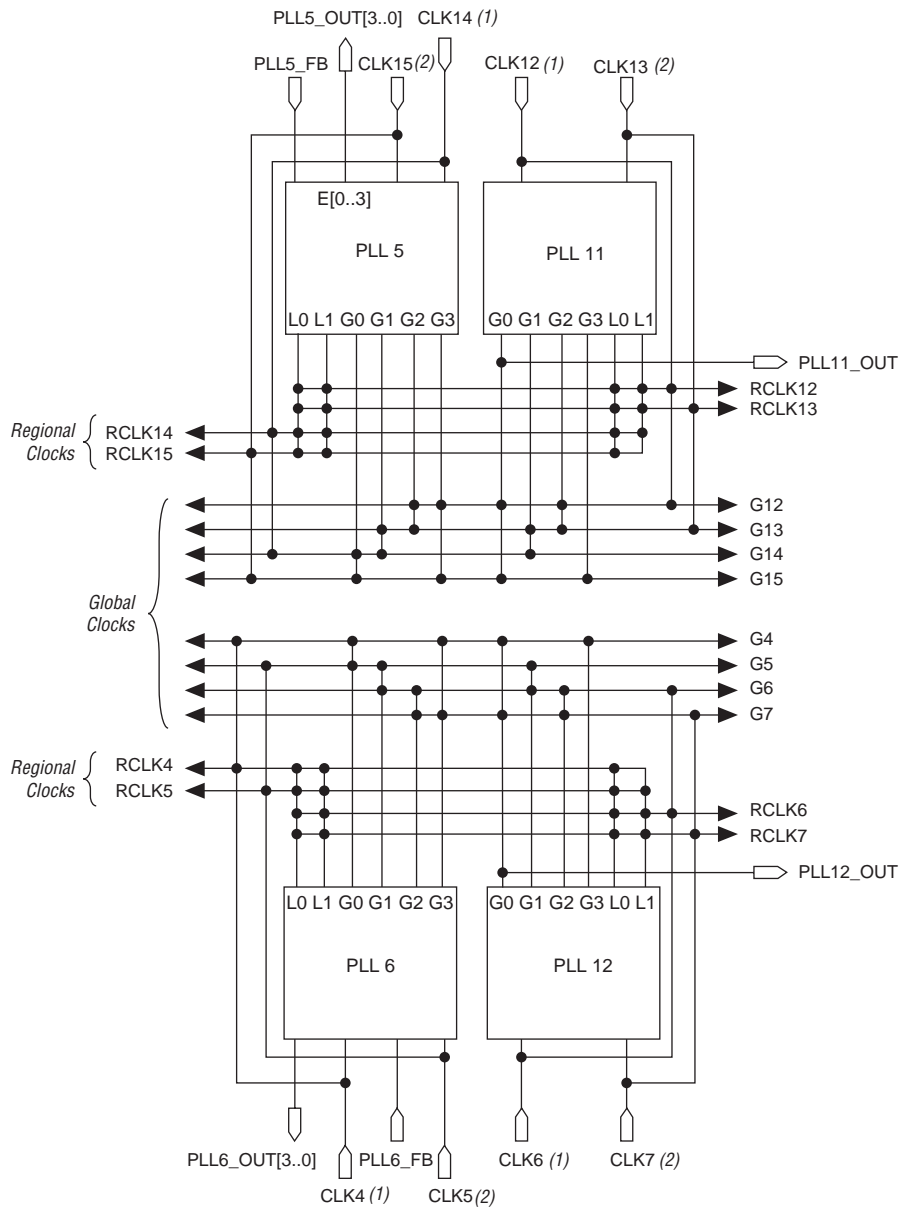 PLL5_OUT[3..0] CLK14 (1)
PLL5_FB CLK15 (2) CLK12 (1) CLK13 (2)
E[0..3]
PLL 5 PLL 11
L0 L1 G0 G1 G2 G3 G0 G1 G2 G3 L0 L1
PLL11_OUT
RCLK12
RCLK13
Regional
Clocks
RCLK14
RCLK15
G12
G13
G14
G15
Global
Clocks
G4
G5
G6
G7
Regional
Clocks
RCLK4
RCLK5
RCLK6
RCLK7
PLL12_OUT
L0 L1 G0 G1 G2 G3 G0 G1 G2 G3 L0 L1
PLL 6 PLL 12
PLL6_OUT[3..0] PLL6_FB CLK6 (1) CLK7 (2)
CLK4 (1) CLK5 (2)